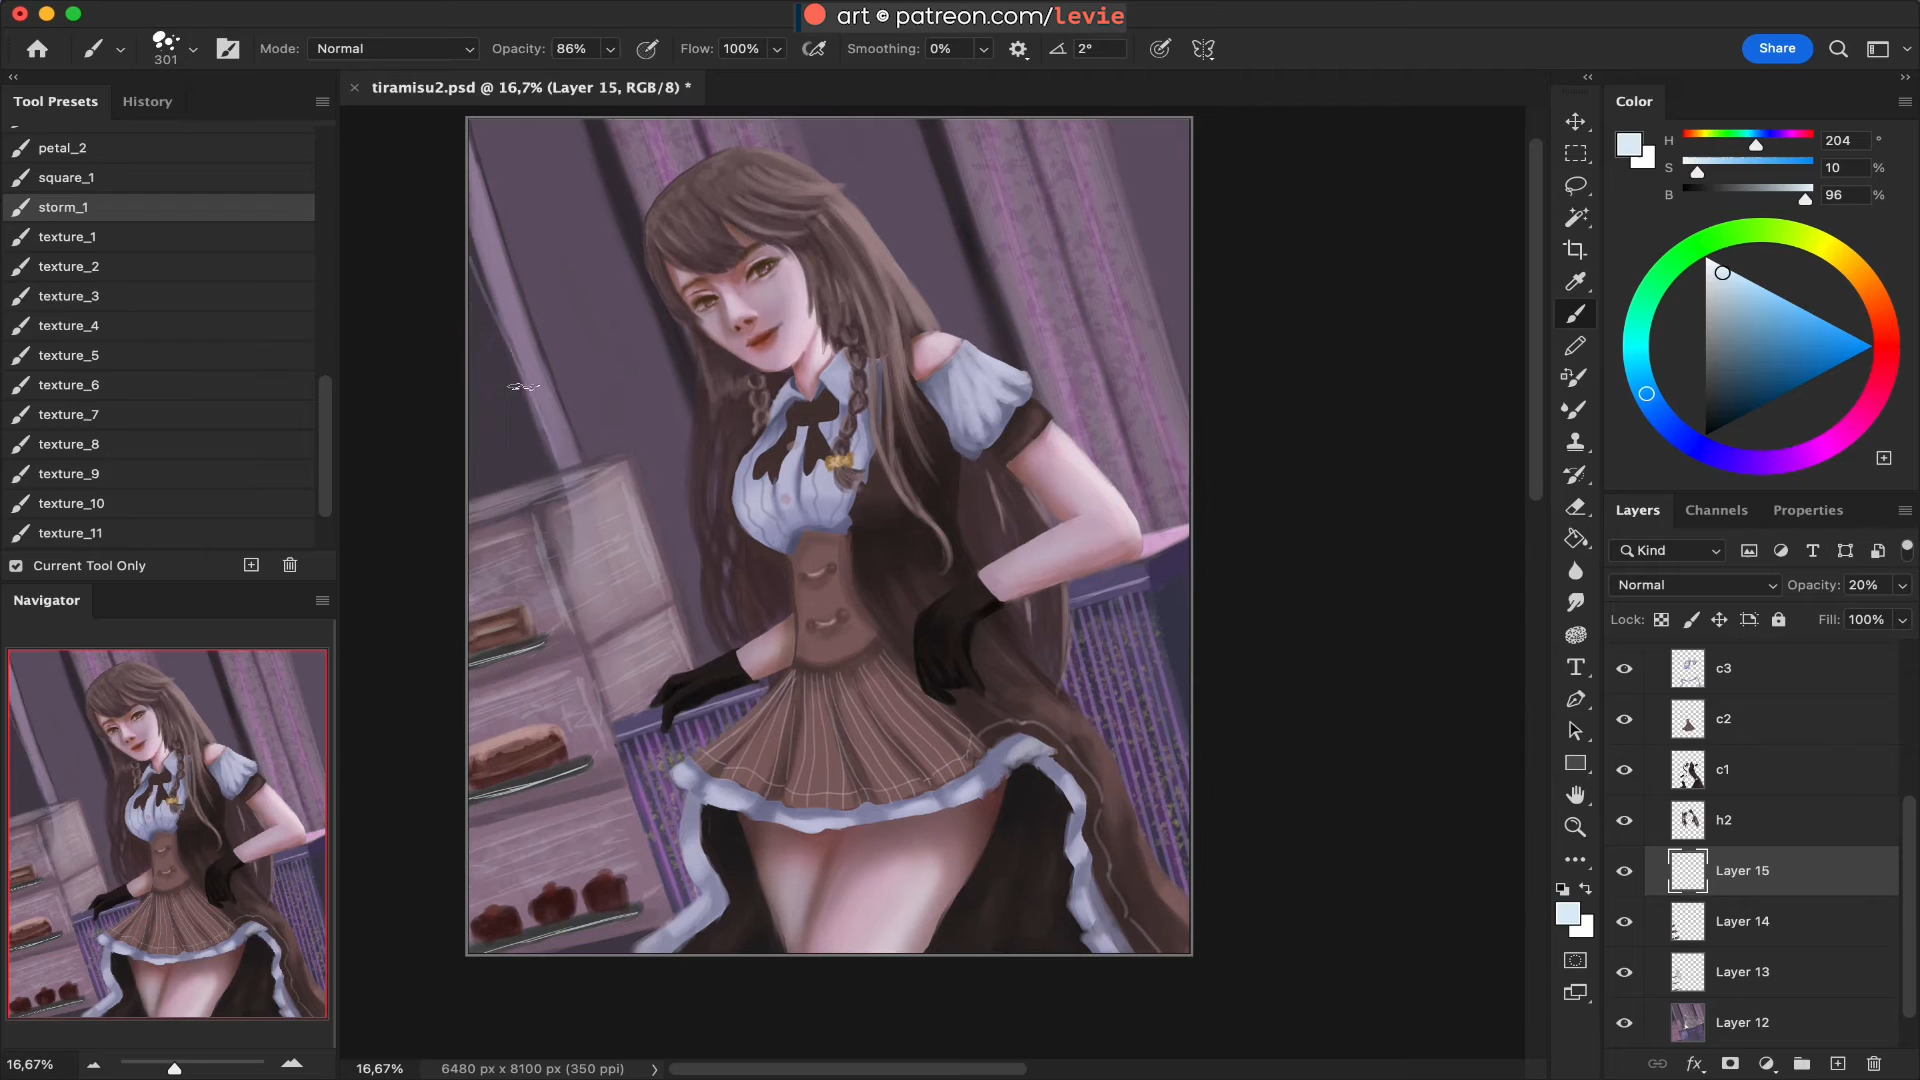 art © patreon.com/levie
301
Mode: Normal
Opacity: 86%
Flow: 100%
Smoothing: 0%
2°
Share
Tool Presets
History
tiramisu2.psd @ 16,7% (Layer 15, RGB/8) *
petal_2
square_1
storm_1
texture_1
texture_2
texture_3
texture_4
texture_5
texture_6
texture_7
texture_8
texture_9
texture_10
texture_11
Current Tool Only
Navigator
16,67%
16,67%
6480 px x 8100 px (350 ppi)
Color
H 204 °
S 10 %
B 96 %
Layers
Channels
Properties
Kind
Normal
Opacity: 20%
Lock:
Fill: 100%
c3
c2
c1
h2
Layer 15
Layer 14
Layer 13
Layer 12
fx